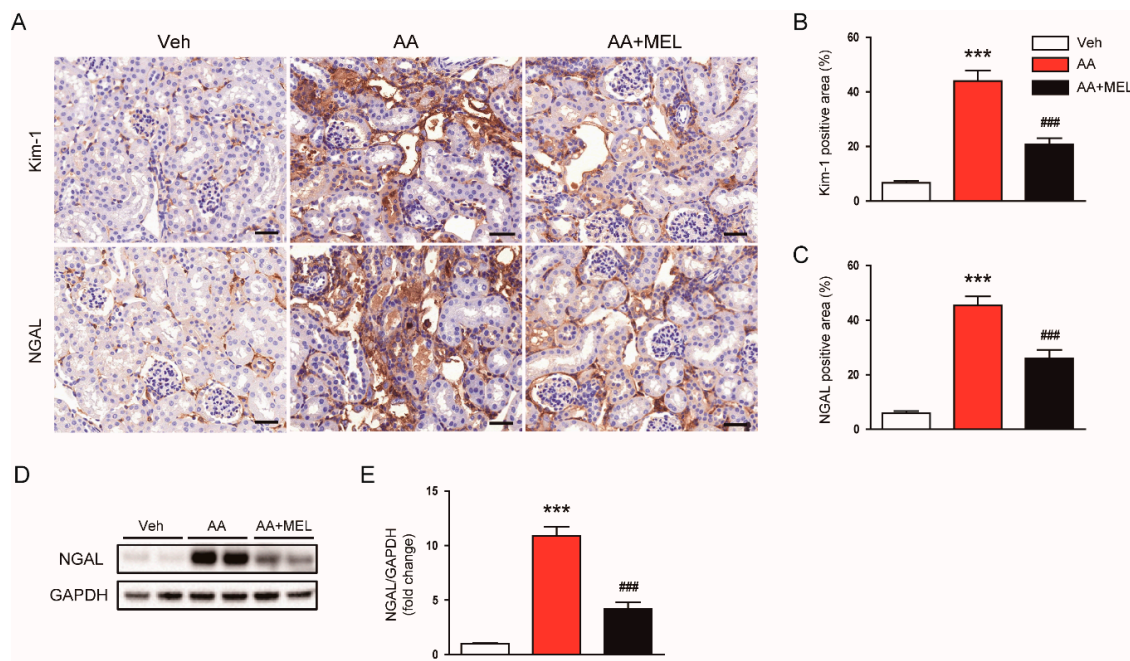 A
Veh
AA
AA+MEL
Kim-1
NGAL
B
Kim-1 positive area (%)
60
40
20
0
***
###
Veh
AA
AA+MEL
C
NGAL positive area (%)
60
40
20
0
***
###
D
Veh
AA
AA+MEL
NGAL
GAPDH
E
NGAL/GAPDH
(fold change)
15
10
5
0
***
###